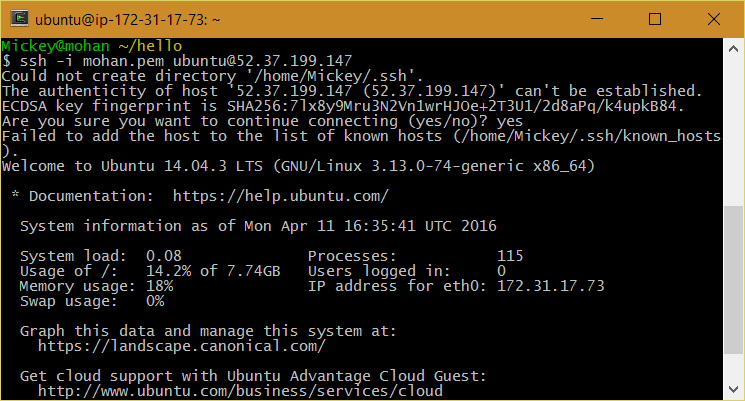 ubuntu@ip-172-31-17-73: ~
Mickey@mohan ~/hello
$ ssh -i mohan.pem ubuntu@52.37.199.147
Could not create directory '/home/Mickey/.ssh'.
The authenticity of host '52.37.199.147 (52.37.199.147)' can't be established.
ECDSA key fingerprint is SHA256:7lx8y9Mru3N2Vn1wrHJOe+2T3U1/2d8aPq/k4upkB84.
Are you sure you want to continue connecting (yes/no)? yes
Failed to add the host to the list of known hosts (/home/Mickey/.ssh/known_hosts
).
Welcome to Ubuntu 14.04.3 LTS (GNU/Linux 3.13.0-74-generic x86_64)
* Documentation:  https://help.ubuntu.com/
System information as of Mon Apr 11 16:35:41 UTC 2016
System load:  0.08              Processes:           115
Usage of /:   14.2% of 7.74GB   Users logged in:     0
Memory usage: 18%               IP address for eth0: 172.31.17.73
Swap usage:   0%
Graph this data and manage this system at:
https://landscape.canonical.com/
Get cloud support with Ubuntu Advantage Cloud Guest:
http://www.ubuntu.com/business/services/cloud